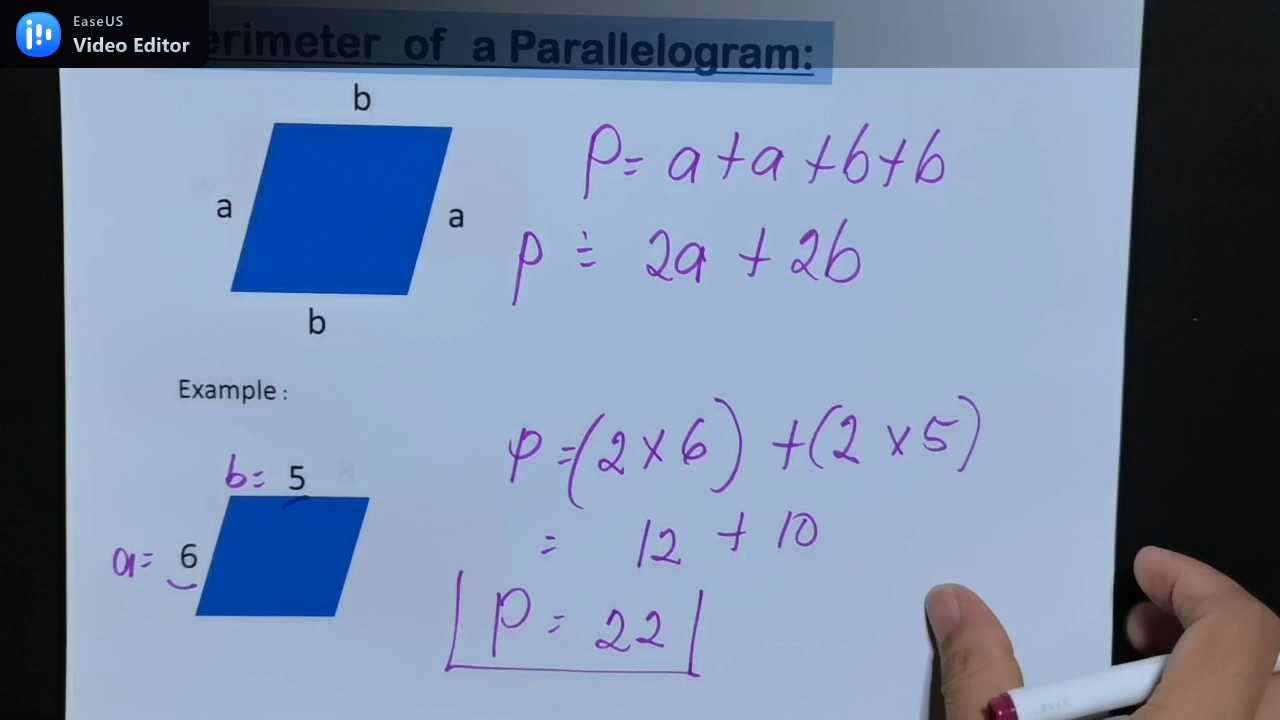 EaseUS
Video Editor
erimeter of a Parallelogram:
b
a
a
b
P = a + a + b + b
P = 2a + 2b
Example :
b = 5
a = 6
P = (2 × 6) + (2 × 5)
= 12 + 10
P = 22